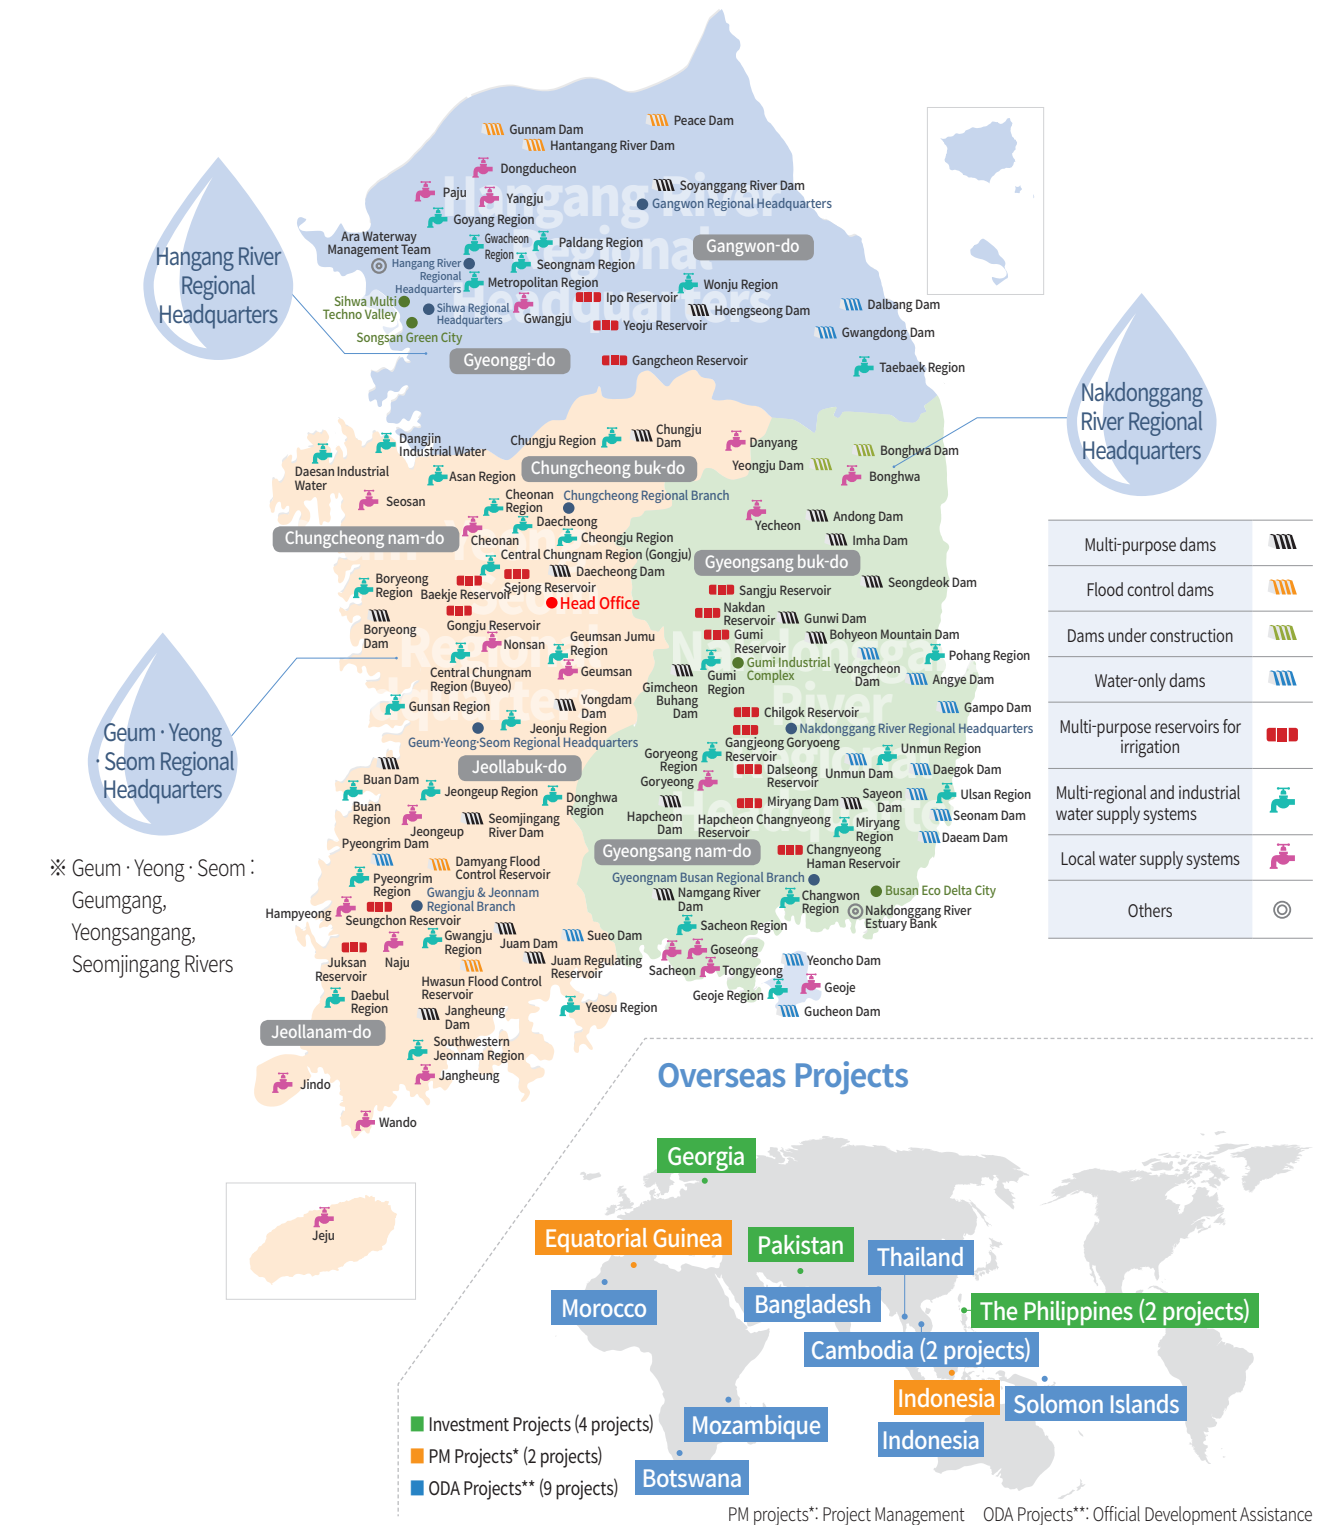 Gunnam Dam
Peace Dam
Hantangang River Dam
Dongducheon
Paju
Yangju
Soyanggang River Dam
Gangwon Regional Headquarters
Hangang River
Regional
Headquarters
Goyang Region
Ara Waterway
Management Team
Gwacheon
Region
Paldang Region
Gangwon-do
Hangang River
Regional
Headquarters
Hangang River
Regional
Headquarters
Seongnam Region
Metropolitan Region
Wonju Region
Sihwa Multi
Techno Valley
Sihwa Regional
Headquarters
Ipo Reservoir
Hoengseong Dam
Dalbang Dam
Gwangju
Yeoju Reservoir
Gwangdong Dam
Songsan Green City
Gyeonggi-do
Gangcheon Reservoir
Taebaek Region
Nakdonggang
River Regional
Headquarters
Dangjin
Industrial Water
Chungju Region
Chungju
Dam
Danyang
Bonghwa Dam
Daesan Industrial
Water
Asan Region
Chungcheong buk-do
Yeongju Dam
Bonghwa
Seosan
Cheonan
Region
Chungcheong Regional Branch
Daecheong
Yecheon
Andong Dam
Chungcheong nam-do
Cheonan
Cheongju Region
Imha Dam
Central Chungnam Region (Gongju)
Gyeongsang buk-do
Daecheong Dam
Boryeong
Region
Baekje Reservoir
Sejong Reservoir
Seongdeok Dam
Sangju Reservoir
Head Office
Gongju Reservoir
Nakdan
Reservoir
Gunwi Dam
Boryeong
Dam
Nonsan
Geumsan Jumu
Region
Gumi
Reservoir
Bohyeon Mountain Dam
Nakdonggang
River
Regional
Headquarters
Pohang Region
Central Chungnam
Region (Buyeo)
Geumsan
Gumi
Region
Gumi Industrial
Complex
Yeongcheon
Dam
Angye Dam
Gimcheon
Buhang
Dam
Gunsan Region
Yongdam
Dam
Chilgok Reservoir
Gampo Dam
Jeonju Region
Nakdonggang River Regional Headquarters
Geum·Yeong·Seom Regional Headquarters
Gangjeong Goryoeng
Reservoir
Goryeong
Region
Unmun Region
Geum · Yeong
· Seom Regional
Headquarters
Jeollabuk-do
Buan Dam
Goryeong
Dalseong
Reservoir
Unmun Dam
Daegok Dam
Jeongeup Region
Donghwa
Region
Sayeon
Dam
Ulsan Region
Buan
Region
Miryang Dam
Hapcheon
Dam
Hapcheon Changnyeong
Reservoir
Seonam Dam
Jeongeup
Seomjingang
River Dam
Miryang
Region
Daeam Dam
Pyeongrim Dam
Gyeongsang nam-do
Changnyeong
Haman Reservoir
Damyang Flood
Control Reservoir
Pyeongrim
Region
Gyeongnam Busan Regional Branch
Gwangju & Jeonnam
Regional Branch
Namgang River
Dam
Changwon
Region
Busan Eco Delta City
Hampyeong
Seungchon Reservoir
Nakdonggang River
Estuary Bank
Sacheon Region
Gwangju
Region
Juam Dam
Sueo Dam
Goseong
Juksan
Reservoir
Naju
Juam Regulating
Reservoir
Sacheon
Tongyeong
Yeoncho Dam
Hwasun Flood Control
Reservoir
Geoje Region
Geoje
Daebul
Region
Jangheung
Dam
Yeosu Region
Gucheon Dam
Jeollanam-do
Southwestern
Jeonnam Region
Jangheung
Jindo
Wando
Jeju
※ Geum · Yeong · Seom :
Geumgang,
Yeongsangang,
Seomjingang Rivers
Multi-purpose dams
Flood control dams
Dams under construction
Water-only dams
Multi-purpose reservoirs for
irrigation
Multi-regional and industrial
water supply systems
Local water supply systems
Others
Overseas Projects
Georgia
Equatorial Guinea
Pakistan
Thailand
Morocco
Bangladesh
The Philippines (2 projects)
Cambodia (2 projects)
Indonesia
Solomon Islands
Mozambique
Indonesia
Botswana
Investment Projects (4 projects)
PM Projects* (2 projects)
ODA Projects** (9 projects)
PM projects*: Project Management ODA Projects**: Official Development Assistance